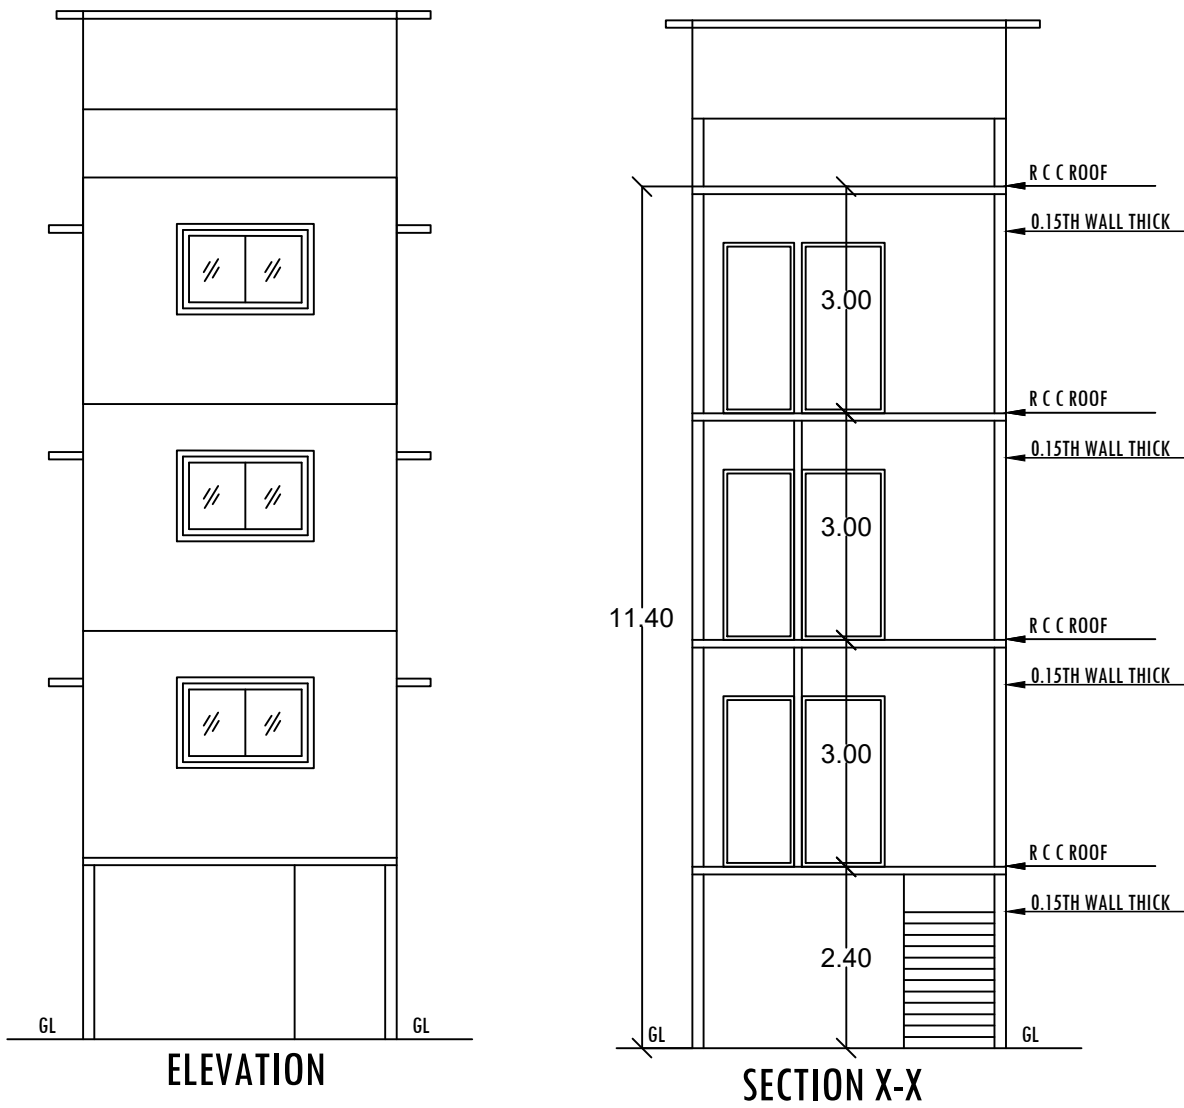 R C C ROOF
0.15TH WALL THICK
3.00
R C C ROOF
0.15TH WALL THICK
3.00
11.40
R C C ROOF
0.15TH WALL THICK
3.00
R C C ROOF
0.15TH WALL THICK
2.40
GL
GL
GL
GL
ELEVATION
SECTION X-X